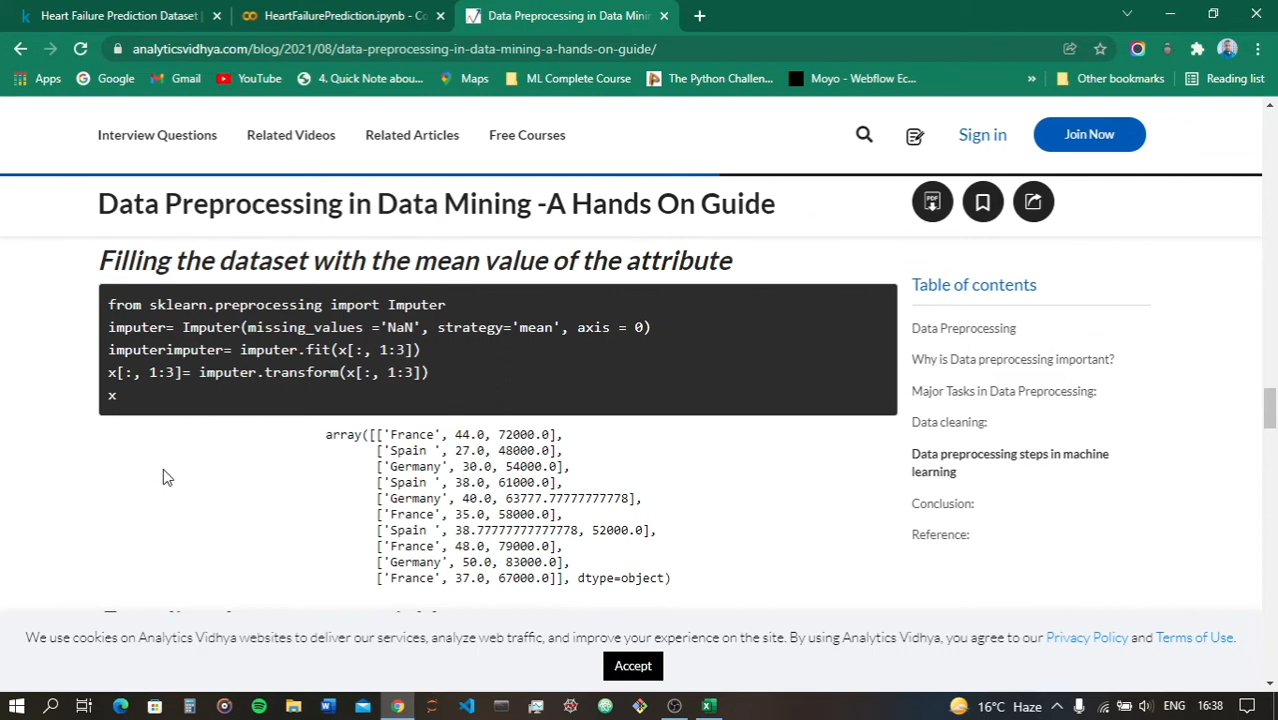 Heart Failure Prediction Dataset |
HeartFailurePrediction.ipynb - Co
Data Preprocessing in Data Minin
analyticsvidhya.com/blog/2021/08/data-preprocessing-in-data-mining-a-hands-on-guide/
Apps
Google
Gmail
YouTube
4. Quick Note abou...
Maps
ML Complete Course
The Python Challen...
Moyo - Webflow Ec...
»
Other bookmarks
Reading list
Interview Questions
Related Videos
Related Articles
Free Courses
Sign in
Join Now
Data Preprocessing in Data Mining -A Hands On Guide
PDF
Filling the dataset with the mean value of the attribute
from sklearn.preprocessing import Imputer
imputer= Imputer(missing_values ='NaN', strategy='mean', axis = 0)
imputerimputer= imputer.fit(x[:, 1:3])
x[:, 1:3]= imputer.transform(x[:, 1:3])
x
array([['France', 44.0, 72000.0],
['Spain ', 27.0, 48000.0],
['Germany', 30.0, 54000.0],
['Spain ', 38.0, 61000.0],
['Germany', 40.0, 63777.77777777778],
['France', 35.0, 58000.0],
['Spain ', 38.77777777777778, 52000.0],
['France', 48.0, 79000.0],
['Germany', 50.0, 83000.0],
['France', 37.0, 67000.0]], dtype=object)
Table of contents
Data Preprocessing
Why is Data preprocessing important?
Major Tasks in Data Preprocessing:
Data cleaning:
Data preprocessing steps in machine
learning
Conclusion:
Reference:
We use cookies on Analytics Vidhya websites to deliver our services, analyze web traffic, and improve your experience on the site. By using Analytics Vidhya, you agree to our Privacy Policy and Terms of Use.
Accept
16°C Haze
ENG
16:38